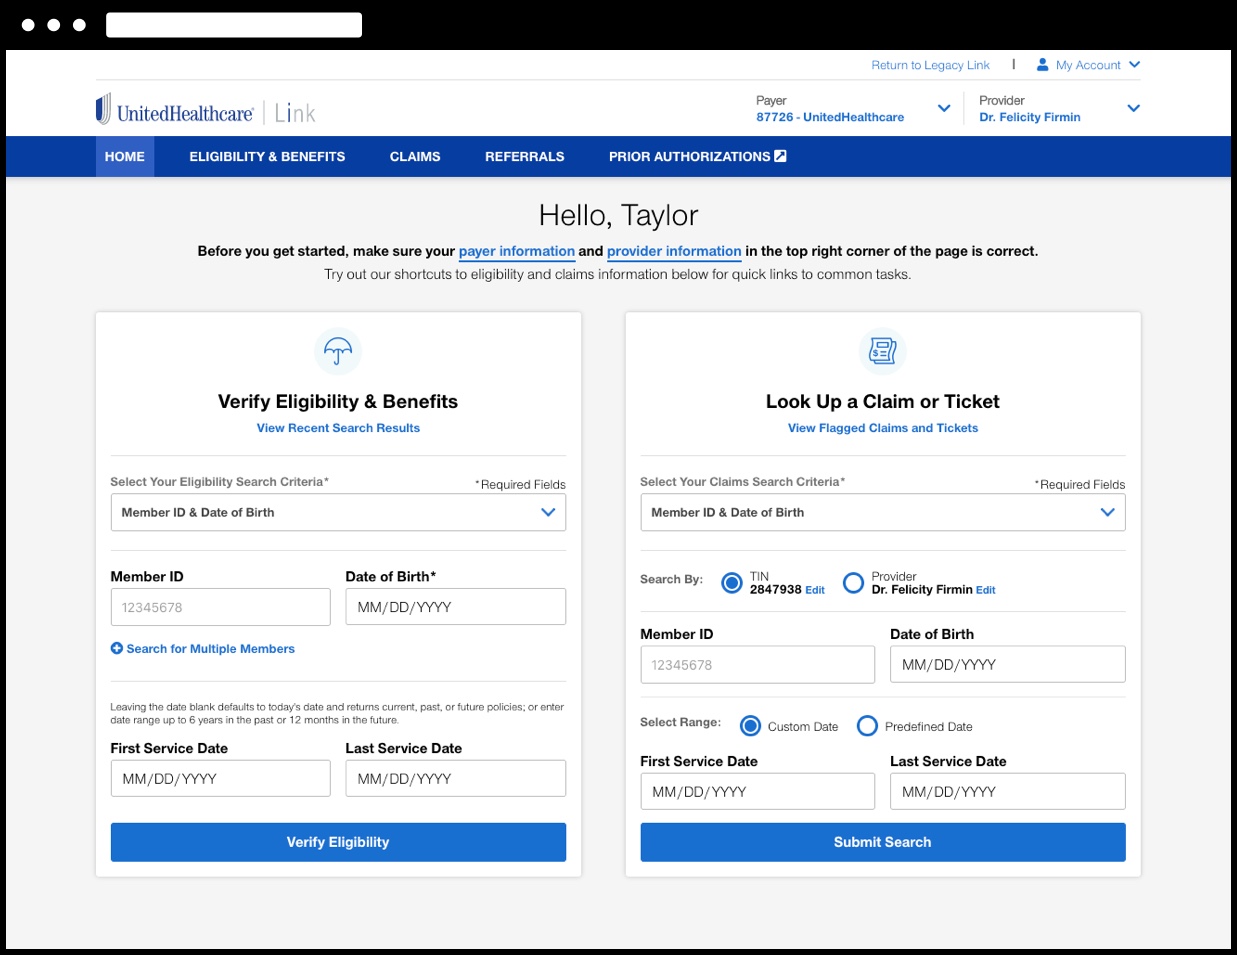 Return to Legacy Link | My Account
UnitedHealthcare Link
Payer
87726 - UnitedHealthcare
Provider
Dr. Felicity Firmin
HOME ELIGIBILITY & BENEFITS CLAIMS REFERRALS PRIOR AUTHORIZATIONS
Hello, Taylor
Before you get started, make sure your payer information and provider information in the top right corner of the page is correct.
Try out our shortcuts to eligibility and claims information below for quick links to common tasks.
Verify Eligibility & Benefits
View Recent Search Results
Select Your Eligibility Search Criteria*
*Required Fields
Member ID & Date of Birth
Member ID
Date of Birth*
12345678
MM/DD/YYYY
Search for Multiple Members
Leaving the date blank defaults to today's date and returns current, past, or future policies; or enter
date range up to 6 years in the past or 12 months in the future.
First Service Date
Last Service Date
MM/DD/YYYY
MM/DD/YYYY
Verify Eligibility
Look Up a Claim or Ticket
View Flagged Claims and Tickets
Select Your Claims Search Criteria*
*Required Fields
Member ID & Date of Birth
Search By:
TIN
2847938 Edit
Provider
Dr. Felicity Firmin Edit
Member ID
Date of Birth
12345678
MM/DD/YYYY
Select Range:
Custom Date
Predefined Date
First Service Date
Last Service Date
MM/DD/YYYY
MM/DD/YYYY
Submit Search